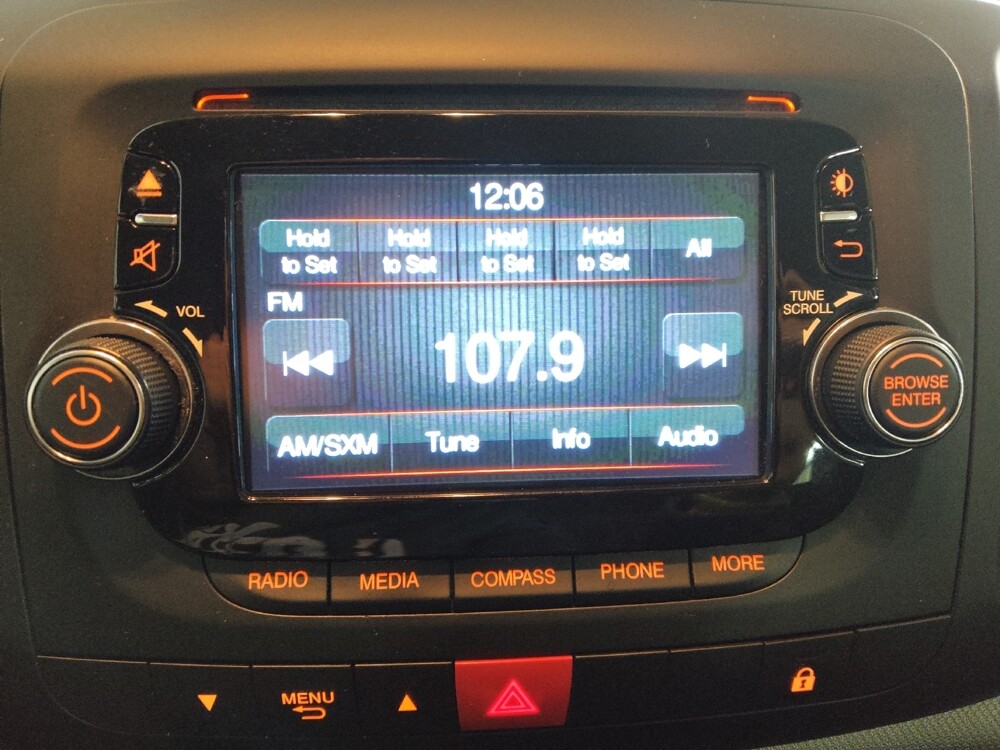 12:06
Hold Hold Hold Hold All
to Set to Set to Set to Set
FM
107.9
AM/SXM Tune Info Audio
VOL
TUNE
SCROLL
BROWSE
ENTER
RADIO MEDIA COMPASS PHONE MORE
MENU